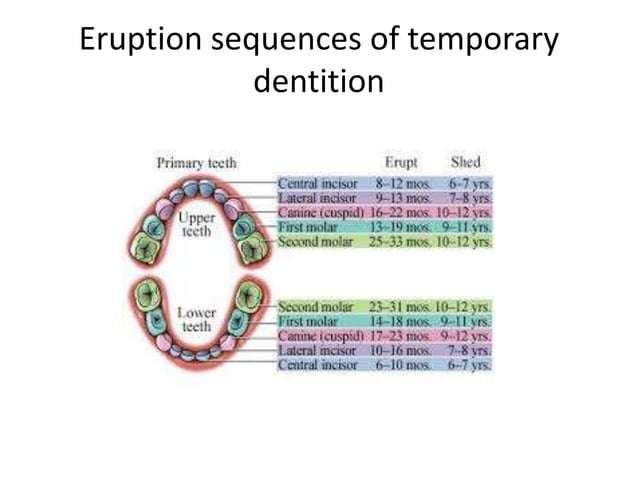 Eruption sequences of temporary
dentition
Primary teeth Erupt Shed
Upper
teeth
Central incisor 8–12 mos. 6–7 yrs.
Lateral incisor 9–13 mos. 7–8 yrs.
Canine (cuspid) 16–22 mos. 10–12 yrs.
First molar 13–19 mos. 9–11 yrs.
Second molar 25–33 mos. 10–12 yrs.
Lower
teeth
Second molar 23–31 mos. 10–12 yrs.
First molar 14–18 mos. 9–11 yrs.
Canine (cuspid) 17–23 mos. 9–12 yrs.
Lateral incisor 10–16 mos. 7–8 yrs.
Central incisor 6–10 mos. 6–7 yrs.